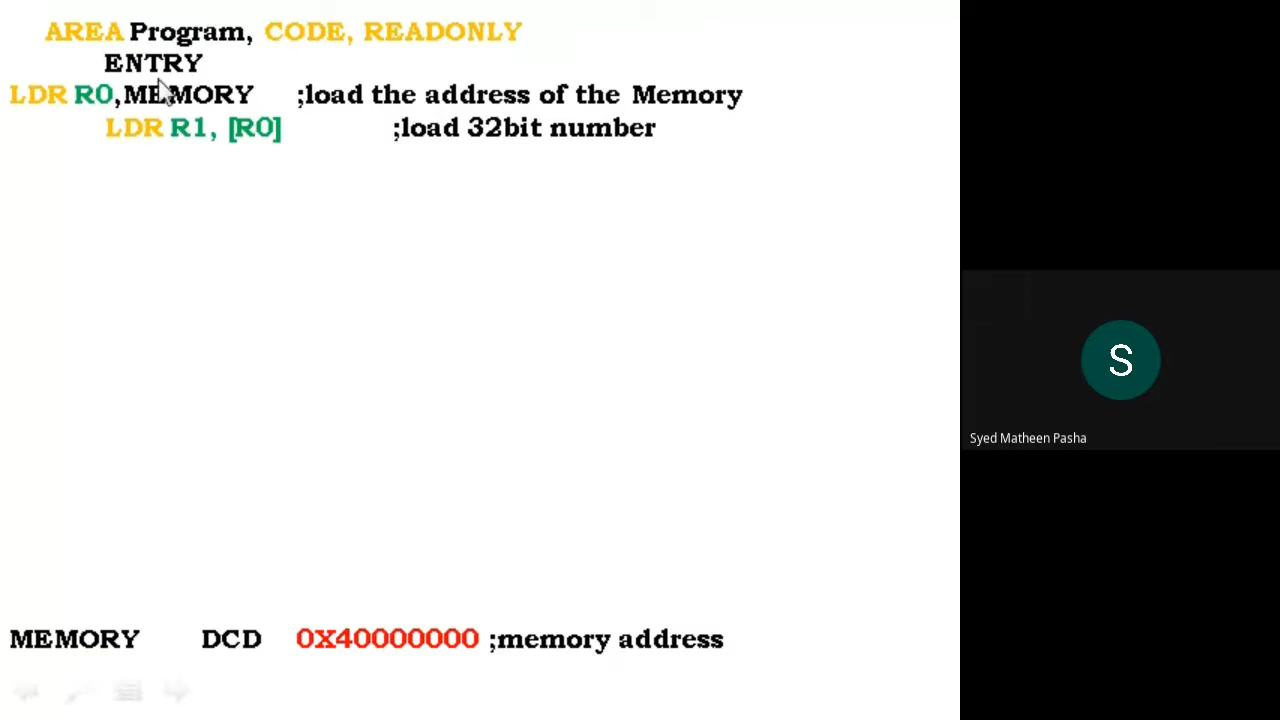 AREA Program, CODE, READONLY
ENTRY
LDR R0,MEMORY ;load the address of the Memory
LDR R1, [R0] ;load 32bit number
S
Syed Matheen Pasha
MEMORY DCD 0X40000000 ;memory address